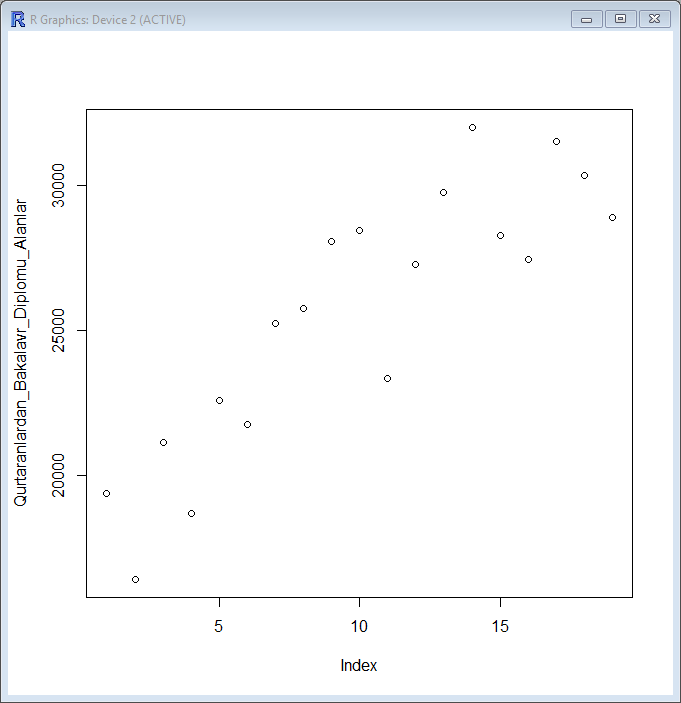 R Graphics: Device 2 (ACTIVE)
Qurtaranlardan_Bakalavr_Diplomu_Alanlar
30000
25000
20000
5 10 15
Index